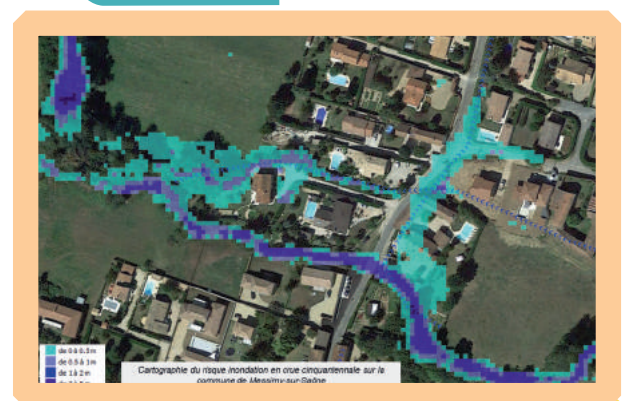 de 0 à 0.5 m
de 0.5 à 1 m
de 1 à 2 m
Cartographie du risque inondation en crue cinquantennale sur la
commune de Messimy-sur-Saône